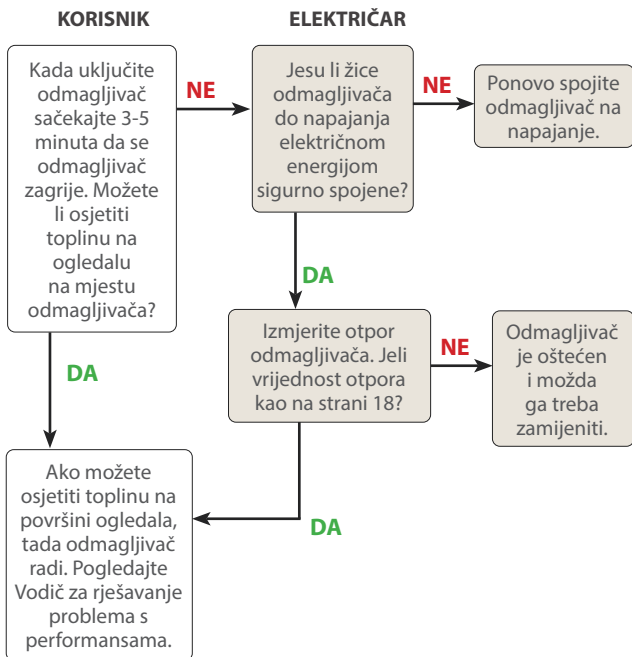 KORISNIK
ELEKTRIČAR
Kada uključite
odmagljivač
sačekajte 3-5
minuta da se
odmagljivač
zagrije. Možete
li osjetiti
toplinu na
ogledalu
na mjestu
odmagljivača?
NE
Jesu li žice
odmagljivača
do napajanja
električnom
energijom
sigurno spojene?
NE
Ponovo spojite
odmagljivač na
napajanje.
DA
DA
Izmjerite otpor
odmagljivača. Jeli
vrijednost otpora
kao na strani 18?
NE
Odmagljivač
je oštećen
i možda
ga treba
zamijeniti.
DA
Ako možete
osjetiti toplinu na
površini ogledala,
tada odmagljivač
radi. Pogledajte
Vodič za rješavanje
problema s
performansama.